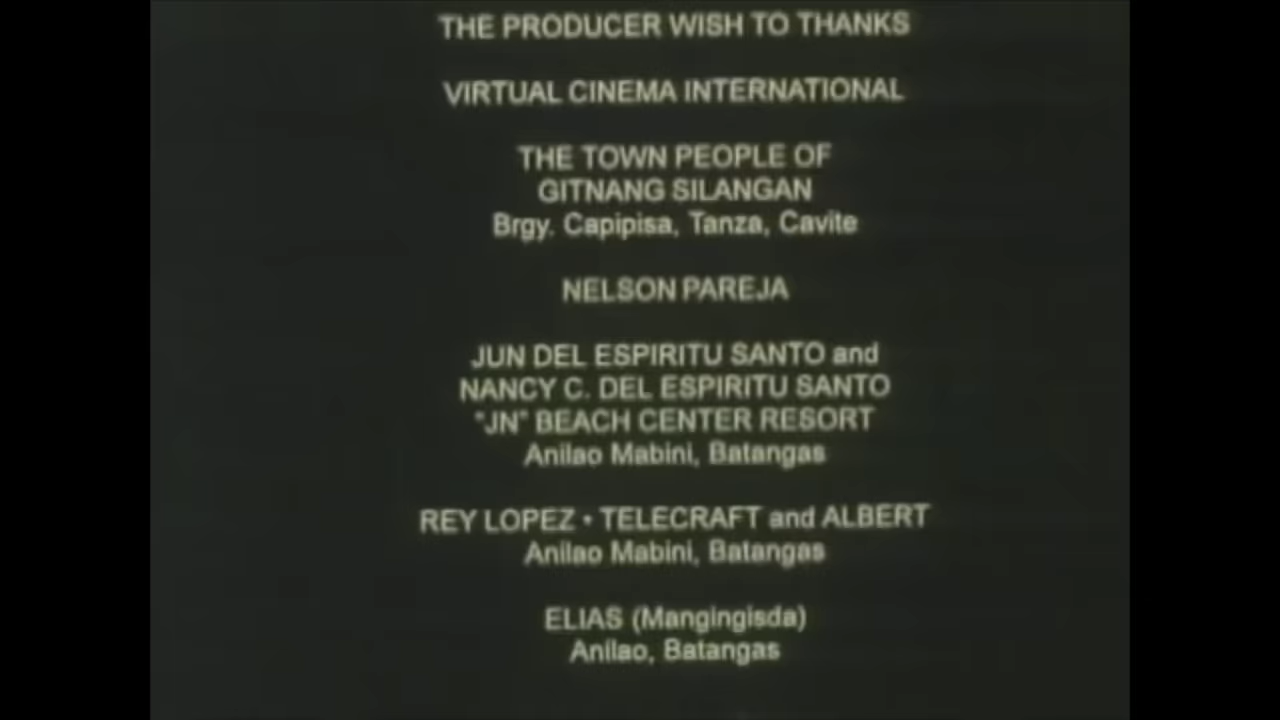 THE PRODUCER WISH TO THANKS
VIRTUAL CINEMA INTERNATIONAL
THE TOWN PEOPLE OF
GITNANG SILANGAN
Brgy. Capipisa, Tanza, Cavite
NELSON PAREJA
JUN DEL ESPIRITU SANTO and
NANCY C. DEL ESPIRITU SANTO
"JN" BEACH CENTER RESORT
Anilao Mabini, Batangas
REY LOPEZ • TELECRAFT and ALBERT
Anilao Mabini, Batangas
ELIAS (Mangingisda)
Anilao, Batangas